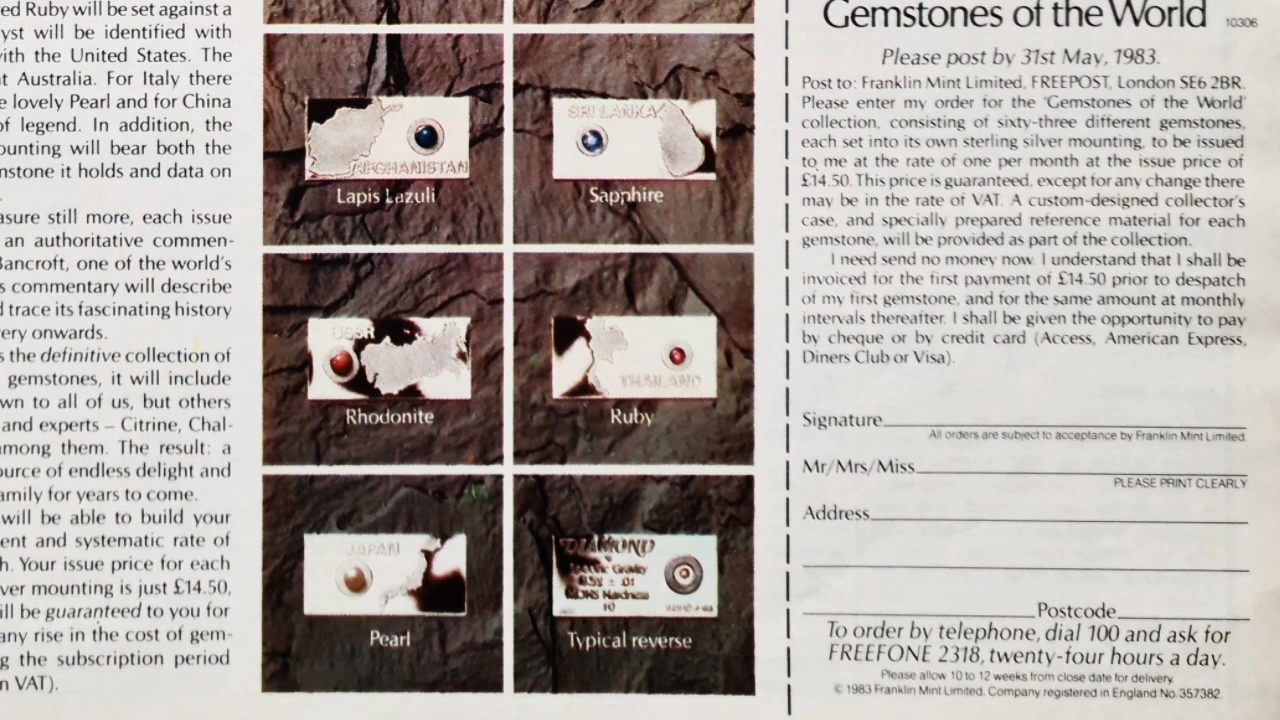 ed Ruby will be set against a
yst will be identified with
with the United States. The
t Australia. For Italy there
e lovely Pearl and for China
of legend. In addition, the
ounting will bear both the
mstone it holds and data on
asure still more, each issue
an authoritative commen-
Bancroft, one of the world's
s commentary will describe
d trace its fascinating history
very onwards.
s the definitive collection of
gemstones, it will include
wn to all of us, but others
and experts – Citrine, Chal-
among them. The result: a
ource of endless delight and
amily for years to come.
will be able to build your
ent and systematic rate of
h. Your issue price for each
ver mounting is just £14.50,
ill be guaranteed to you for
any rise in the cost of gem-
g the subscription period
n VAT).
AFGHANISTAN
Lapis Lazuli
SRI LANKA
Sapphire
USSR
Rhodonite
THAILAND
Ruby
JAPAN
Pearl
DIAMOND
Specific Gravity
3.52 ± .01
MOHS Hardness
10
Typical reverse
Gemstones of the World
10306
Please post by 31st May, 1983.
Post to: Franklin Mint Limited, FREEPOST, London SE6 2BR.
Please enter my order for the 'Gemstones of the World'
collection, consisting of sixty-three different gemstones,
each set into its own sterling silver mounting, to be issued
to me at the rate of one per month at the issue price of
£14.50. This price is guaranteed, except for any change there
may be in the rate of VAT. A custom-designed collector's
case, and specially prepared reference material for each
gemstone, will be provided as part of the collection.
I need send no money now. I understand that I shall be
invoiced for the first payment of £14.50 prior to despatch
of my first gemstone, and for the same amount at monthly
intervals thereafter. I shall be given the opportunity to pay
by cheque or by credit card (Access, American Express,
Diners Club or Visa).
Signature
All orders are subject to acceptance by Franklin Mint Limited.
Mr/Mrs/Miss
PLEASE PRINT CLEARLY
Address
Postcode
To order by telephone, dial 100 and ask for
FREEFONE 2318, twenty-four hours a day.
Please allow 10 to 12 weeks from close date for delivery.
© 1983 Franklin Mint Limited. Company registered in England No. 357382.